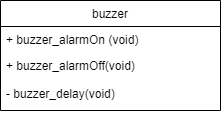 buzzer
+ buzzer_alarmOn (void)
+ buzzer_alarmOff(void)
- buzzer_delay(void)